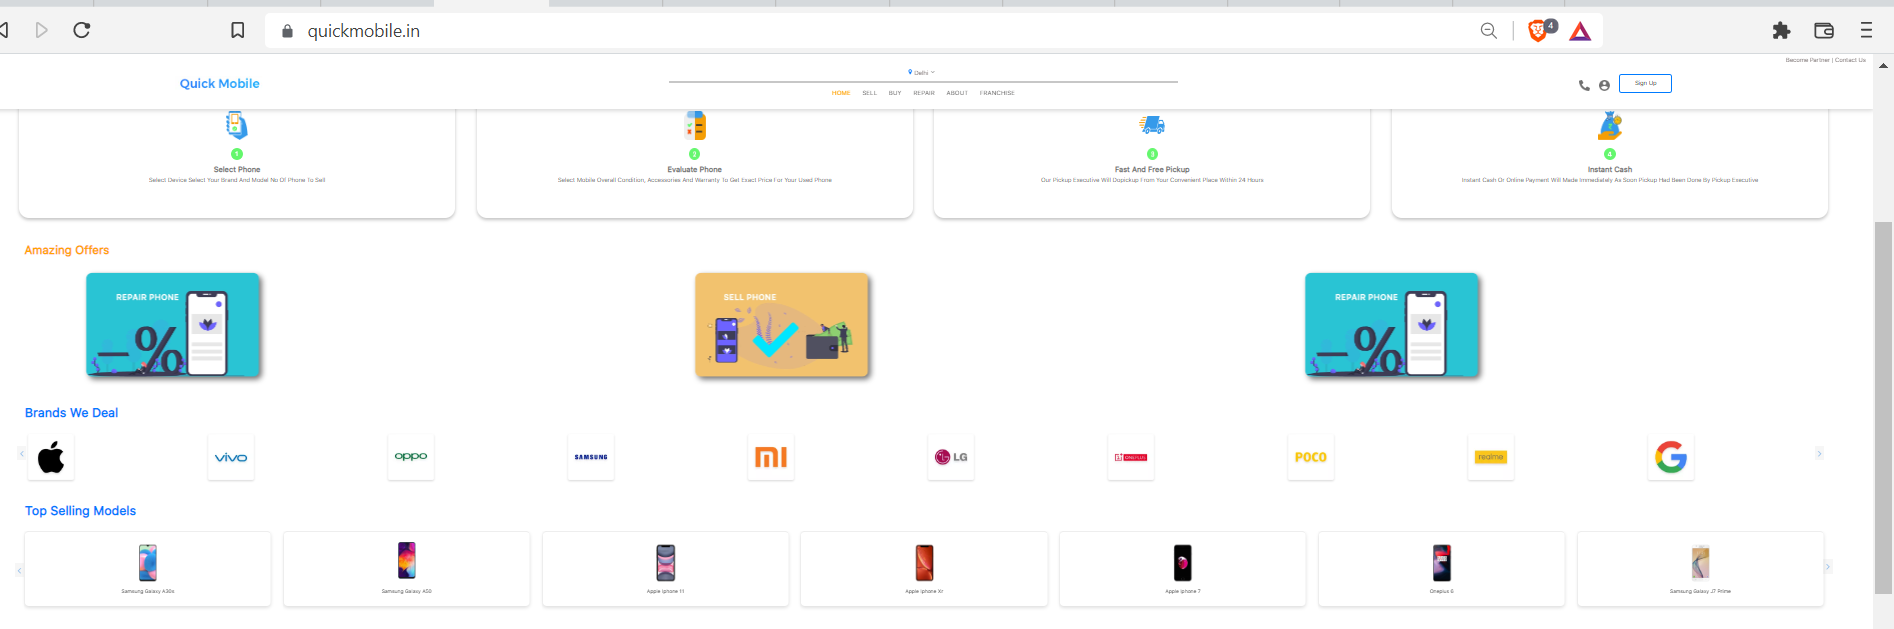 quickmobile.in
4
Become Partner | Contact Us
Quick Mobile
Delhi
HOME SELL BUY REPAIR ABOUT FRANCHISE
Sign Up
1
Select Phone
Select Device Select Your Brand And Model No Of Phone To Sell
2
Evaluate Phone
Select Mobile Overall Condition, Accessories And Warranty To Get Exact Price For Your Used Phone
3
Fast And Free Pickup
Our Pickup Executive Will Dopickup From Your Convenient Place Within 24 Hours
4
Instant Cash
Instant Cash Or Online Payment Will Made Immediately As Soon Pickup Had Been Done By Pickup Executive
Amazing Offers
REPAIR PHONE
-%
SELL PHONE
REPAIR PHONE
-%
Brands We Deal
vivo
oppo
SAMSUNG
mi
LG
ONEPLUS
POCO
realme
G
Top Selling Models
Samsung Galaxy A30s
Samsung Galaxy A50
Apple Iphone 11
Apple Iphone Xr
Apple Iphone 7
Oneplus 6
Samsung Galaxy J7 Prime